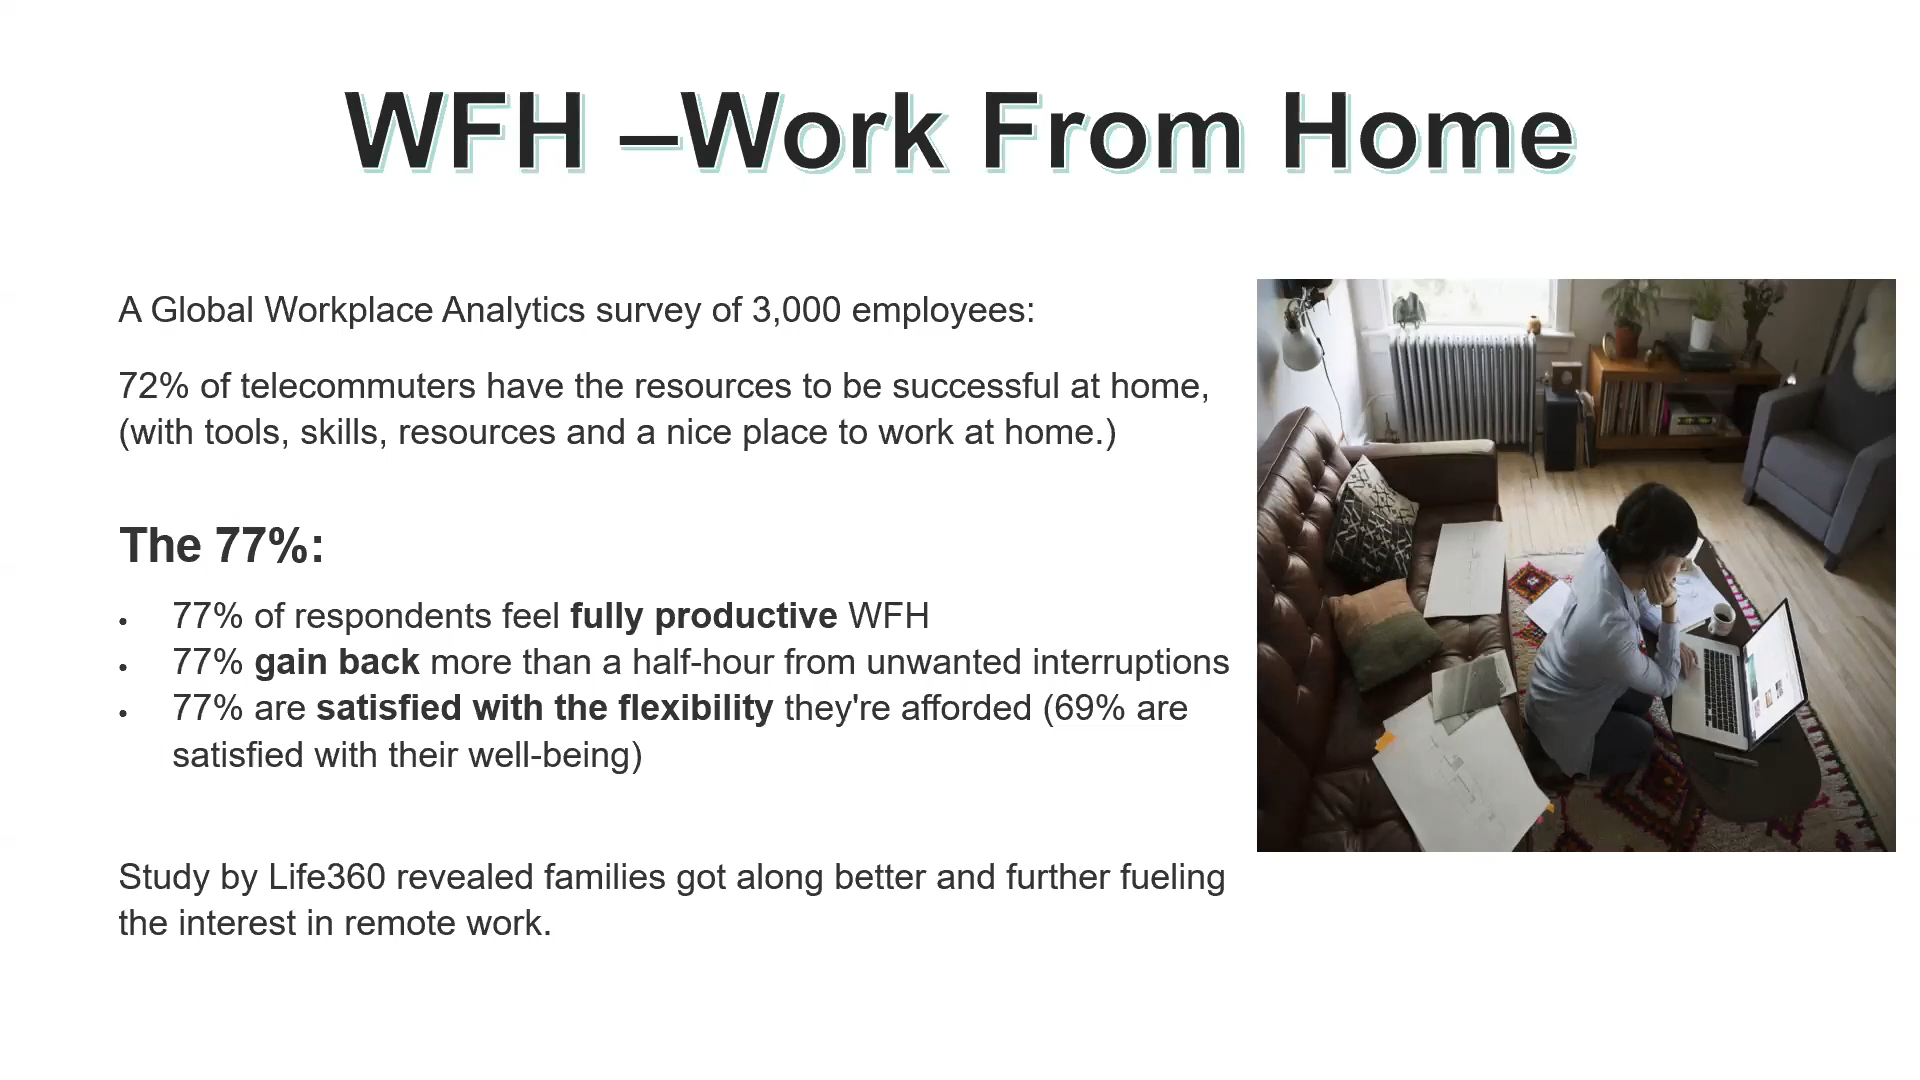 WFH –Work From Home
A Global Workplace Analytics survey of 3,000 employees:
72% of telecommuters have the resources to be successful at home,
(with tools, skills, resources and a nice place to work at home.)
The 77%:
• 77% of respondents feel fully productive WFH
• 77% gain back more than a half-hour from unwanted interruptions
• 77% are satisfied with the flexibility they're afforded (69% are
satisfied with their well-being)
Study by Life360 revealed families got along better and further fueling
the interest in remote work.